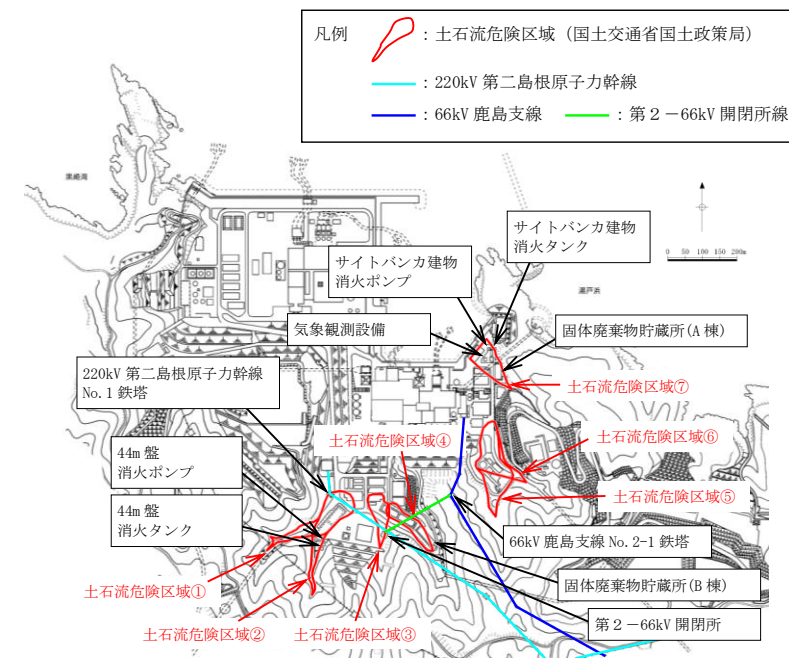 凡例
：土石流危険区域（国土交通省国土政策局）
：220kV 第二島根原子力幹線
：66kV 鹿島支線
：第２－66kV 開閉所線
黒崎湾
0 50 100 150 200m
瀬戸浜
サイトバンカ建物
消火タンク
サイトバンカ建物
消火ポンプ
気象観測設備
固体廃棄物貯蔵所(A 棟)
220kV 第二島根原子力幹線
No.1 鉄塔
土石流危険区域⑦
土石流危険区域④
土石流危険区域⑥
44m 盤
消火ポンプ
44m 盤
消火タンク
土石流危険区域⑤
66kV 鹿島支線 No.2-1 鉄塔
土石流危険区域①
固体廃棄物貯蔵所(B 棟)
土石流危険区域②
土石流危険区域③
第２－66kV 開閉所